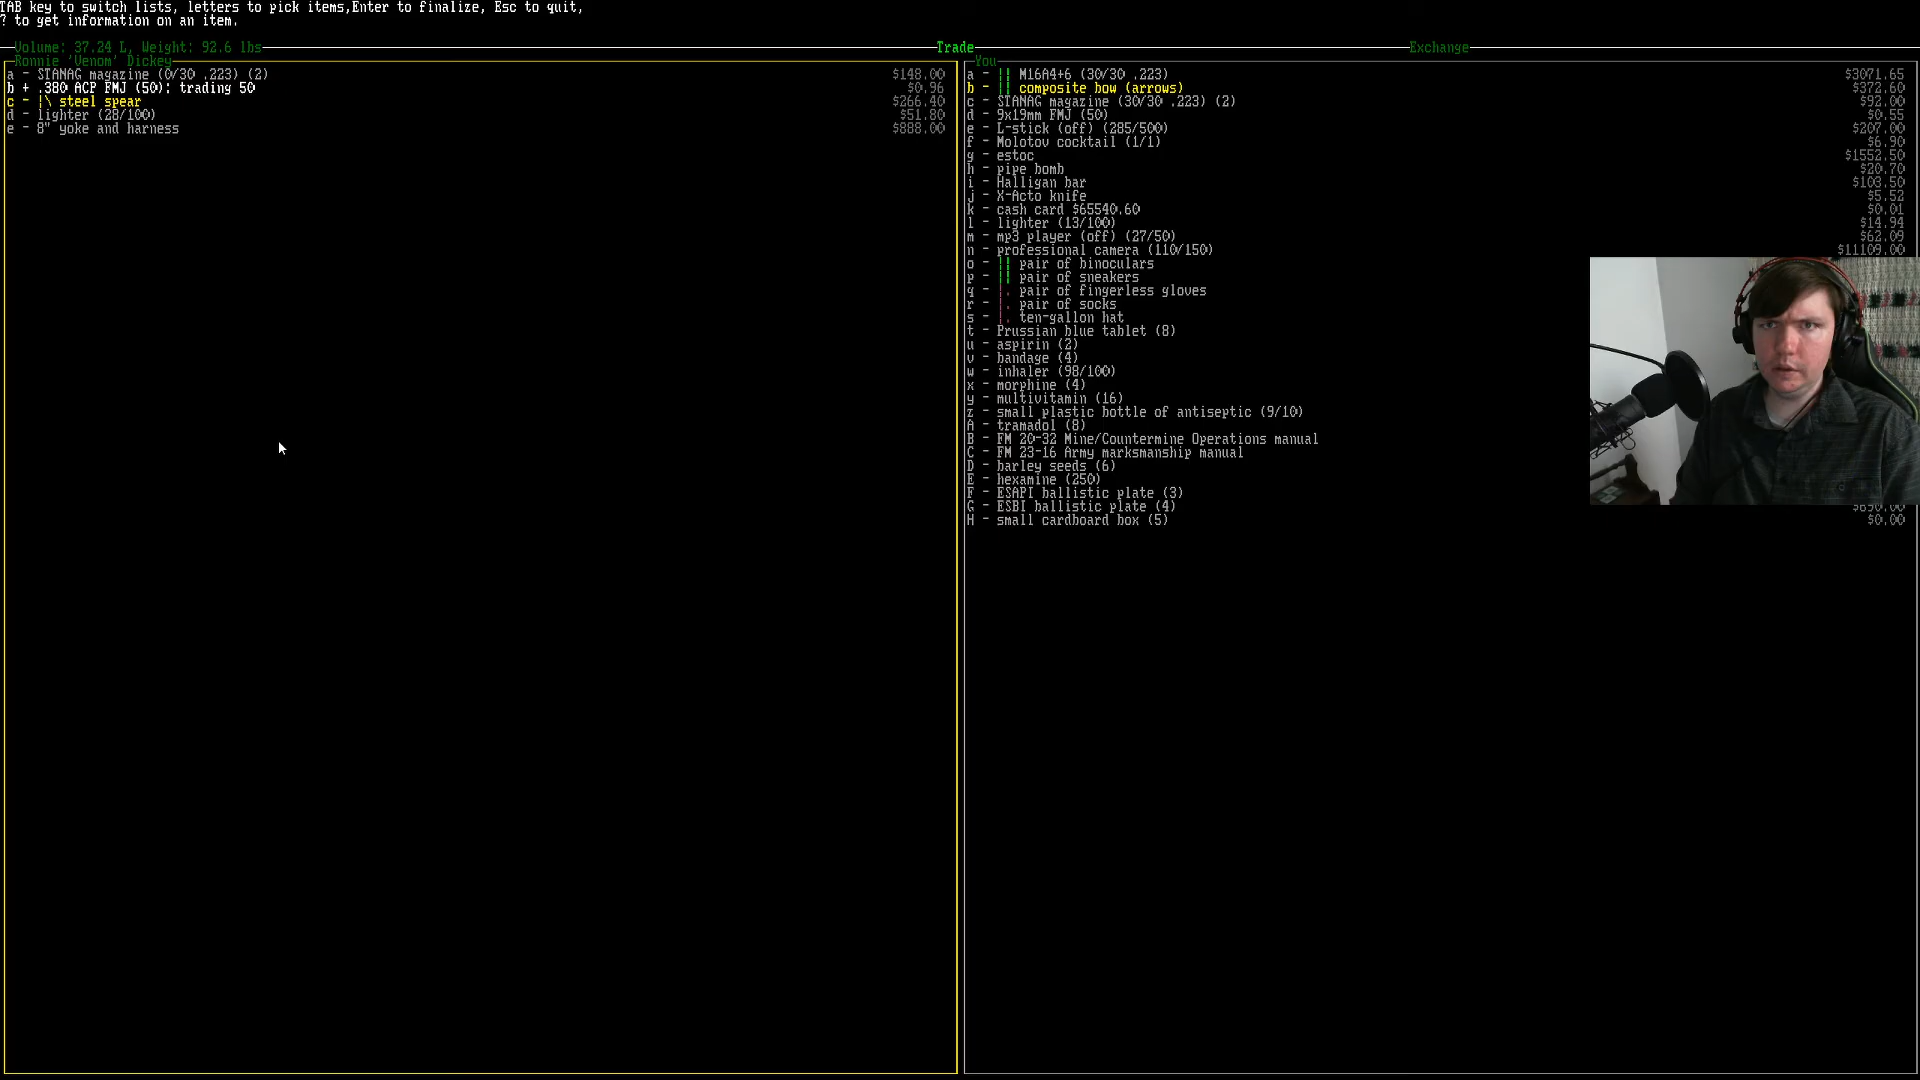 TAB key to switch lists, letters to pick items,Enter to finalize, Esc to quit,
? to get information on an item.
Volume: 37.24 L, Weight: 92.6 lbs
Trade
Exchange
Ronnie 'Venom' Dickey
a - STANAG magazine (0/30 .223) (2) $148.00
b + .380 ACP FMJ (50): trading 50 $0.96
c - |\ steel spear $266.40
d - lighter (28/100) $51.80
e - 8" yoke and harness $888.00
You
a - || M16A4+6 (30/30 .223) $3071.65
b - || composite bow (arrows) $372.60
c - STANAG magazine (30/30 .223) (2) $92.00
d - 9x19mm FMJ (50) $0.55
e - L-stick (off) (285/500) $207.00
f - Molotov cocktail (1/1) $6.90
g - estoc $1552.50
h - pipe bomb $20.70
i - Halligan bar $103.50
j - X-Acto knife $5.52
k - cash card $65540.60 $0.01
l - lighter (13/100) $14.94
m - mp3 player (off) (27/50) $62.09
n - professional camera (110/150) $11109.00
o - || pair of binoculars
p - || pair of sneakers
q - |. pair of fingerless gloves
r - |. pair of socks
s - |. ten-gallon hat
t - Prussian blue tablet (8)
u - aspirin (2)
v - bandage (4)
w - inhaler (98/100)
x - morphine (4)
y - multivitamin (16)
z - small plastic bottle of antiseptic (9/10)
A - tramadol (8)
B - FM 20-32 Mine/Countermine Operations manual
C - FM 23-16 Army marksmanship manual
D - barley seeds (6)
E - hexamine (250)
F - ESAPI ballistic plate (3)
G - ESBI ballistic plate (4)
H - small cardboard box (5) $0.00